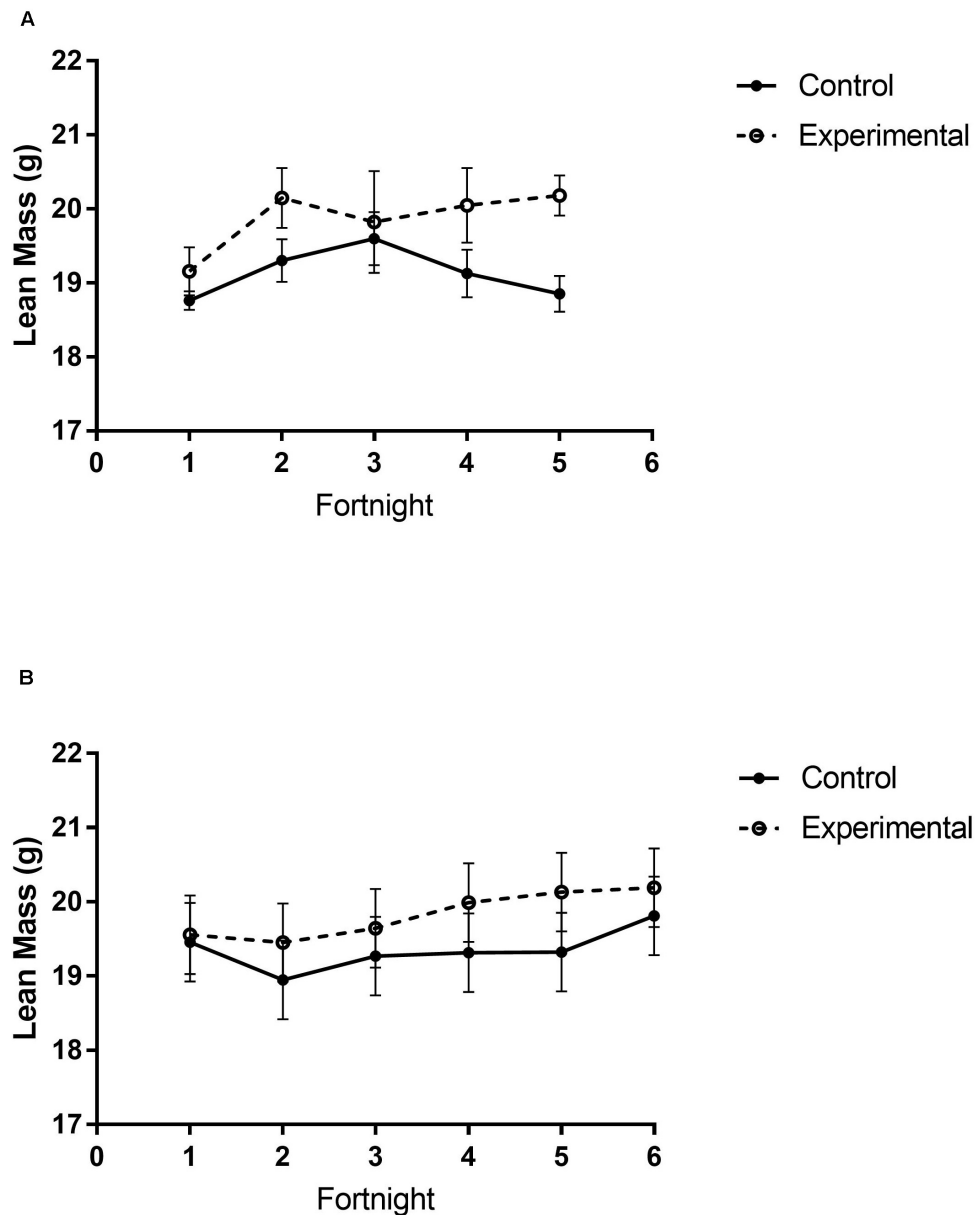 A
22
21
20
19
18
17
Lean Mass (g)
0 1 2 3 4 5 6
Fortnight
Control
Experimental
B
22
21
20
19
18
17
Lean Mass (g)
0 1 2 3 4 5 6
Fortnight
Control
Experimental